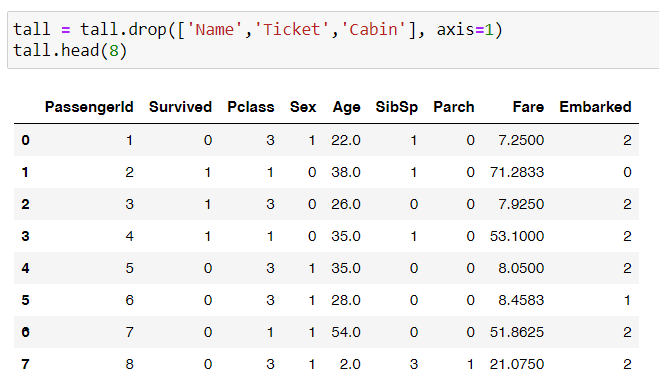 tall = tall.drop(['Name','Ticket','Cabin'], axis=1)
tall.head(8)
PassengerId Survived Pclass Sex Age SibSp Parch Fare Embarked
0 1 0 3 1 22.0 1 0 7.2500 2
1 2 1 1 0 38.0 1 0 71.2833 0
2 3 1 3 0 26.0 0 0 7.9250 2
3 4 1 1 0 35.0 1 0 53.1000 2
4 5 0 3 1 35.0 0 0 8.0500 2
5 6 0 3 1 28.0 0 0 8.4583 1
6 7 0 1 1 54.0 0 0 51.8625 2
7 8 0 3 1 2.0 3 1 21.0750 2